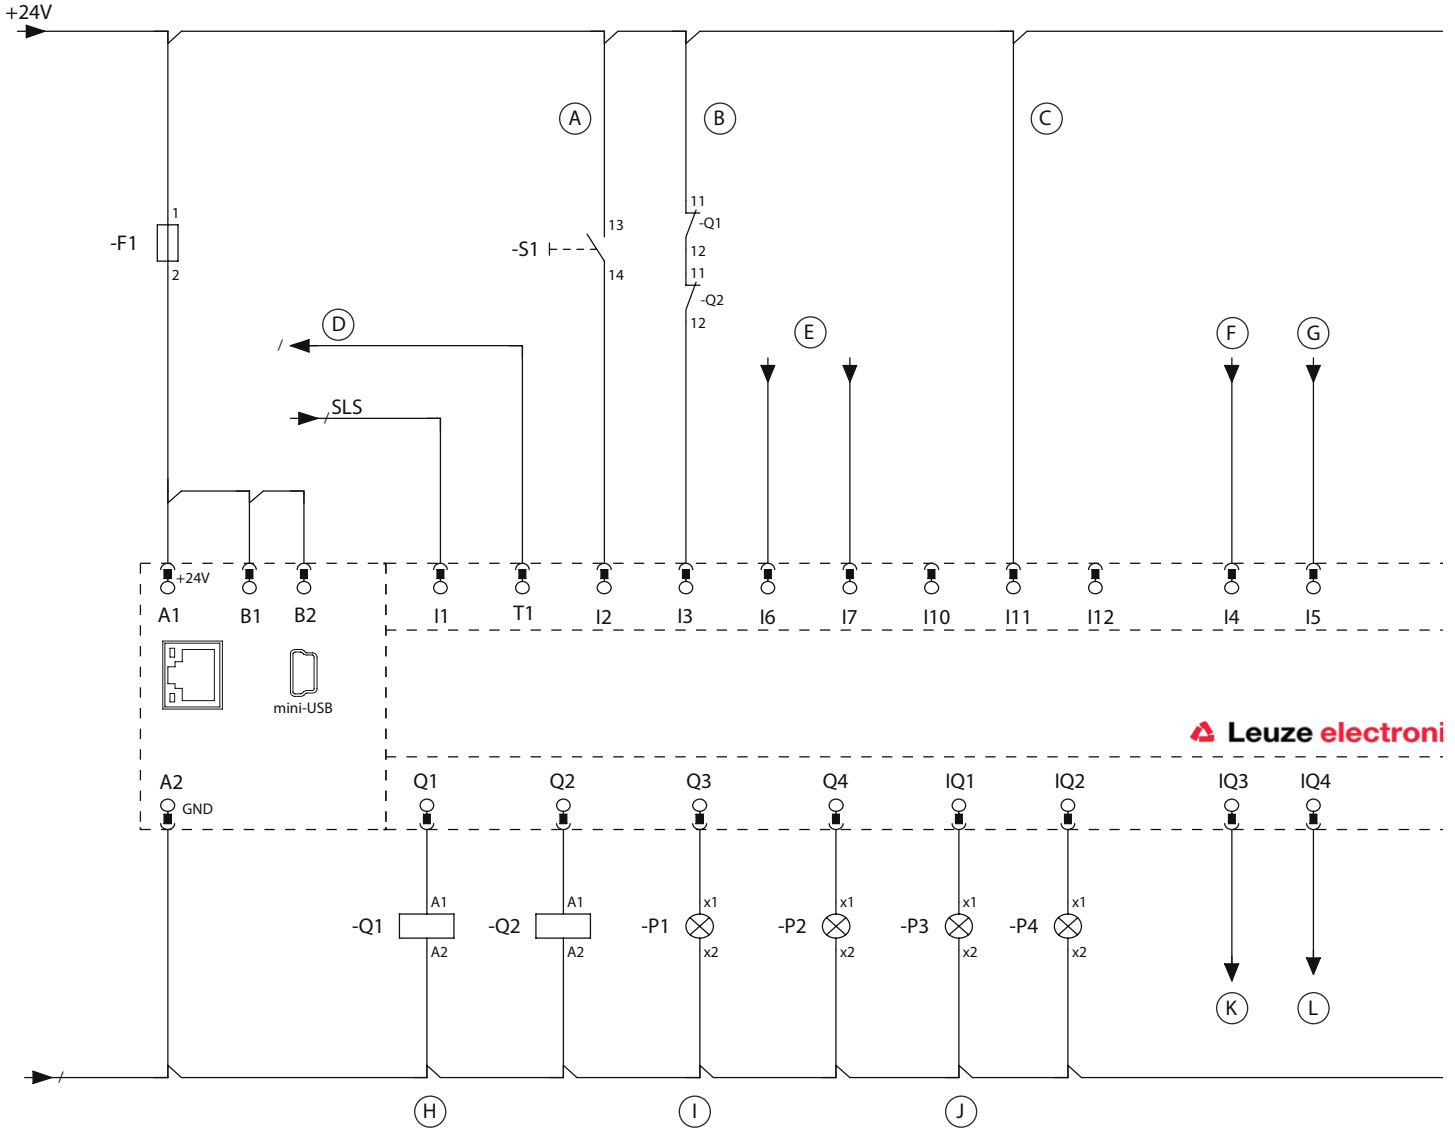 +24V
A
B
C
1
-F1
2
13
-S1
14
11
-Q1
12
11
-Q2
12
D
/
E
F
G
SLS
/
+24V
A1
B1
B2
I1
T1
I2
I3
I6
I7
I10
I11
I12
I4
I5
mini-USB
Leuze electroni
A2
GND
Q1
Q2
Q3
Q4
IQ1
IQ2
IQ3
IQ4
A1
A1
x1
x1
x1
x1
-Q1
-Q2
-P1
-P2
-P3
-P4
A2
A2
x2
x2
x2
x2
K
L
/
H
I
J